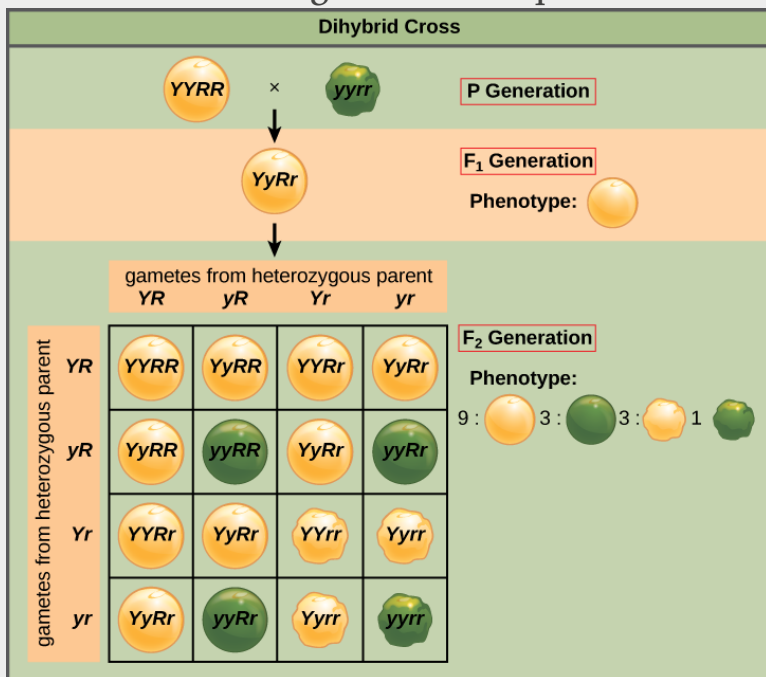 Dihybrid Cross
YYRR × yyrr
P Generation
YyRr
F₁ Generation
Phenotype:
gametes from heterozygous parent
YR yR Yr yr
gametes from heterozygous parent
YR YYRR YyRR YYRr YyRr
yR YyRR yyRR YyRr yyRr
Yr YYRr YyRr YYrr Yyrr
yr YyRr yyRr Yyrr yyrr
F₂ Generation
Phenotype:
9 : 3 : 3 : 1